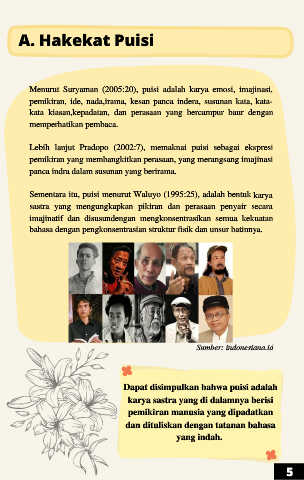 A. Hakekat Puisi
Menurut Suryaman (2005:20), puisi adalah karya emosi, imajinasi,
pemikiran, ide, nada,irama, kesan panca indera, susunan kata, kata-
kata kiasan,kepadatan, dan perasaan yang bercampur baur dengan
memperhatikan pembaca.
Lebih lanjut Pradopo (2002:7), memaknai puisi sebagai ekspresi
pemikiran yang membangkitkan perasaan, yang merangsang imajinasi
panca indra dalam susunan yang berirama.
Sementara itu, puisi menurut Waluyo (1995:25), adalah bentuk karya
sastra yang mengungkapkan pikiran dan perasaan penyair secara
imajinatif dan disusundengan mengkonsentrasikan semua kekuatan
bahasa dengan pengkonsentrasian struktur fisik dan unsur batinnya.
Sumber: indonesiana.id
Dapat disimpulkan bahwa puisi adalah
karya sastra yang di dalamnya berisi
pemikiran manusia yang dipadatkan
dan dituliskan dengan tatanan bahasa
yang indah.
5